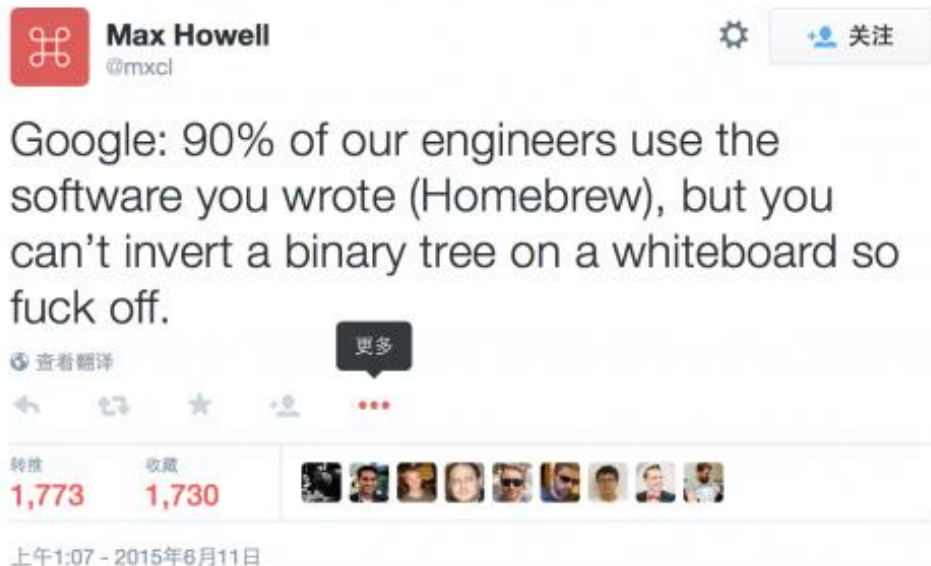 Max Howell
@mxcl
关注
Google: 90% of our engineers use the
software you wrote (Homebrew), but you
can't invert a binary tree on a whiteboard so
fuck off.
查看翻译
更多
转推
收藏
1,773
1,730
上午1:07 - 2015年6月11日